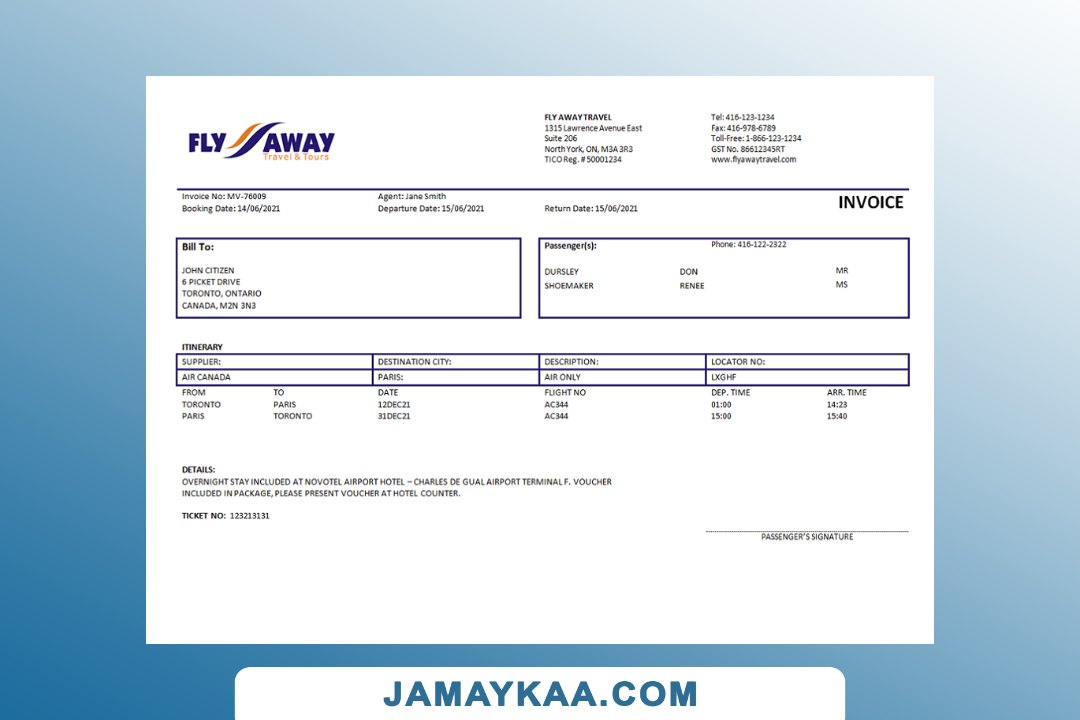 FLY AWAY
Travel & Tours
FLY AWAY TRAVEL
1315 Lawrence Avenue East
Suite 206
North York, ON, M3A 3R3
TICO Reg. # 50001234
Tel: 416-123-1234
Fax: 416-978-6789
Toll-Free: 1-866-123-1234
GST No. 86612345RT
www.flyawaytravel.com
Invoice No: MV-76009 Agent: Jane Smith
Booking Date: 14/06/2021 Departure Date: 15/06/2021 Return Date: 15/06/2021
INVOICE
Bill To:
JOHN CITIZEN
6 PICKET DRIVE
TORONTO, ONTARIO
CANADA, M2N 3N3
Passenger(s): Phone: 416-122-2322
DURSLEY DON MR
SHOEMAKER RENEE MS
ITINERARY
SUPPLIER: DESTINATION CITY: DESCRIPTION: LOCATOR NO:
AIR CANADA PARIS: AIR ONLY LXGHF
FROM TO DATE FLIGHT NO DEP. TIME ARR. TIME
TORONTO PARIS 12DEC21 AC344 01:00 14:23
PARIS TORONTO 31DEC21 AC344 15:00 15:40
DETAILS:
OVERNIGHT STAY INCLUDED AT NOVOTEL AIRPORT HOTEL – CHARLES DE GUAL AIRPORT TERMINAL F. VOUCHER
INCLUDED IN PACKAGE, PLEASE PRESENT VOUCHER AT HOTEL COUNTER.
TICKET NO: 123213131
PASSENGER'S SIGNATURE
JAMAYKAA.COM